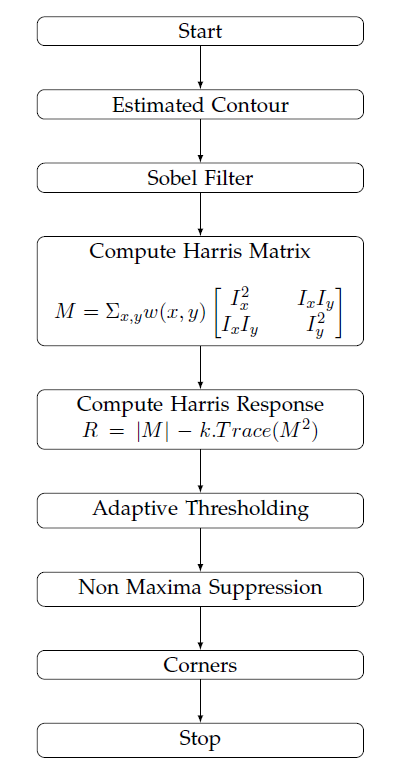 Start
Estimated Contour
Sobel Filter
Compute Harris Matrix
M = Σx,yw(x, y) [ I²x IxIy
IxIy I²y ]
Compute Harris Response
R = |M| − k.Trace(M²)
Adaptive Thresholding
Non Maxima Suppression
Corners
Stop